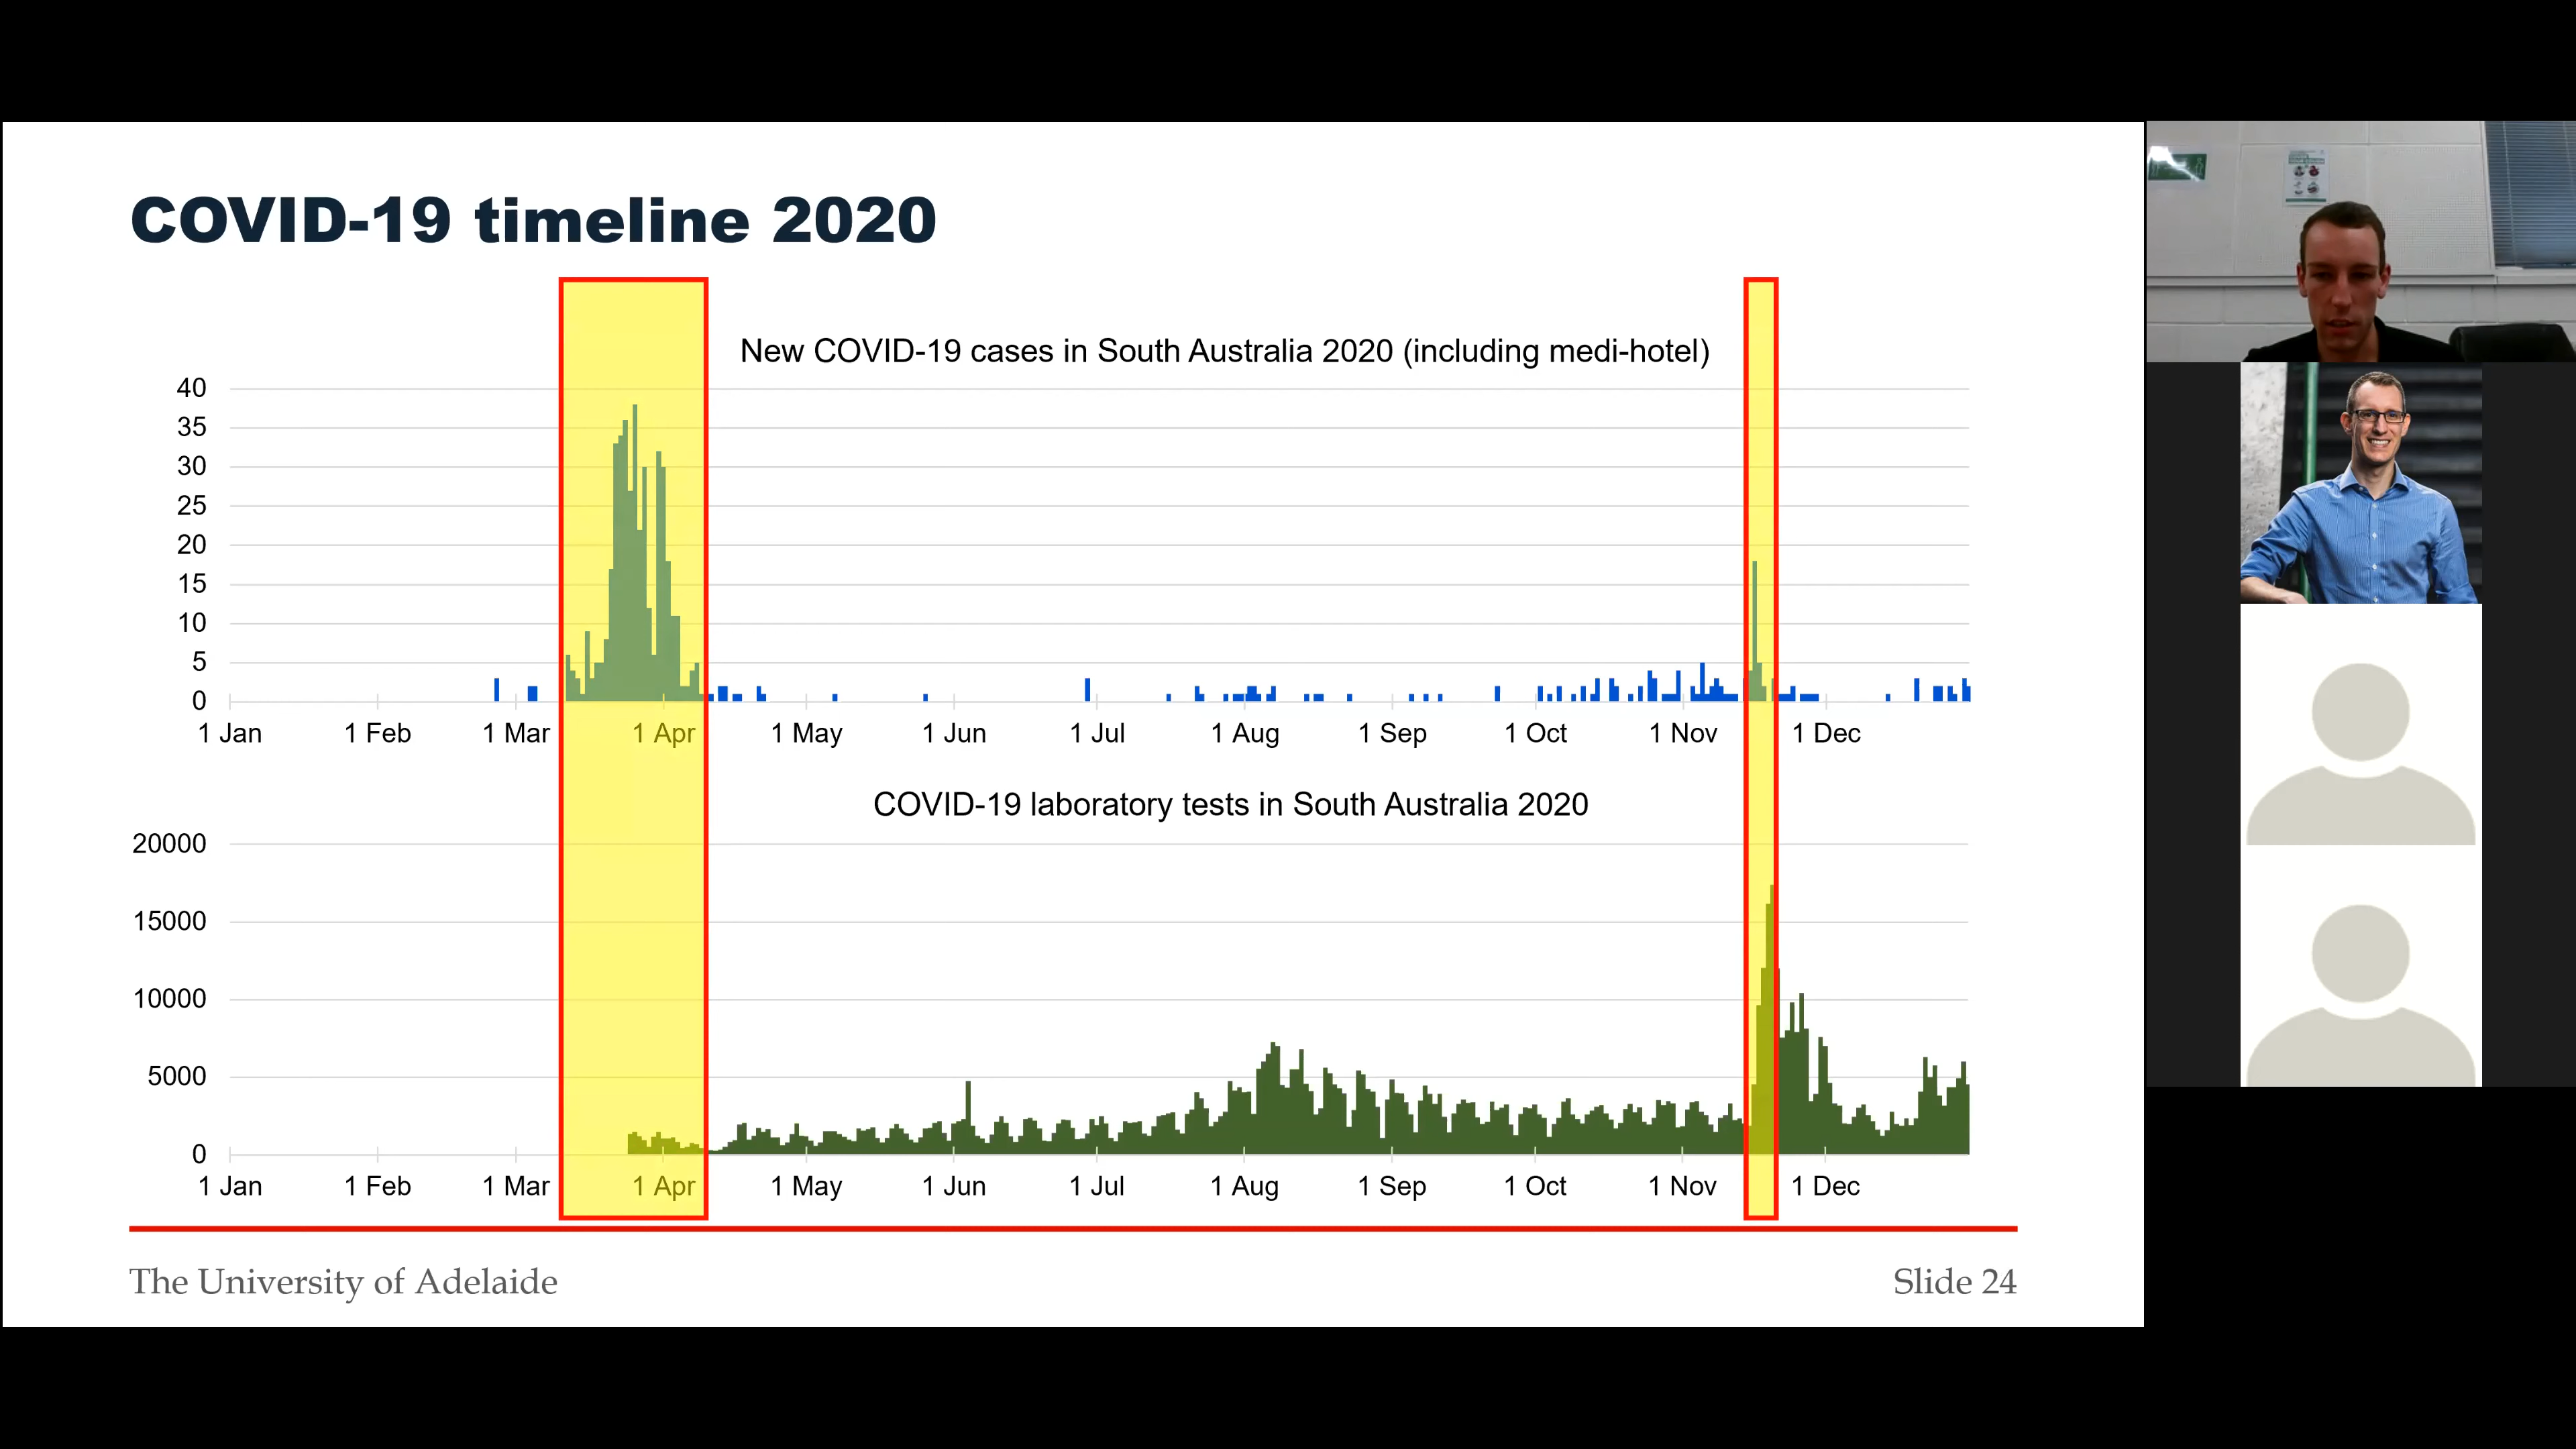 COVID-19 timeline 2020
New COVID-19 cases in South Australia 2020 (including medi-hotel)
40
35
30
25
20
15
10
5
0
1 Jan 1 Feb 1 Mar 1 Apr 1 May 1 Jun 1 Jul 1 Aug 1 Sep 1 Oct 1 Nov 1 Dec
COVID-19 laboratory tests in South Australia 2020
20000
15000
10000
5000
0
1 Jan 1 Feb 1 Mar 1 Apr 1 May 1 Jun 1 Jul 1 Aug 1 Sep 1 Oct 1 Nov 1 Dec
The University of Adelaide
Slide 24